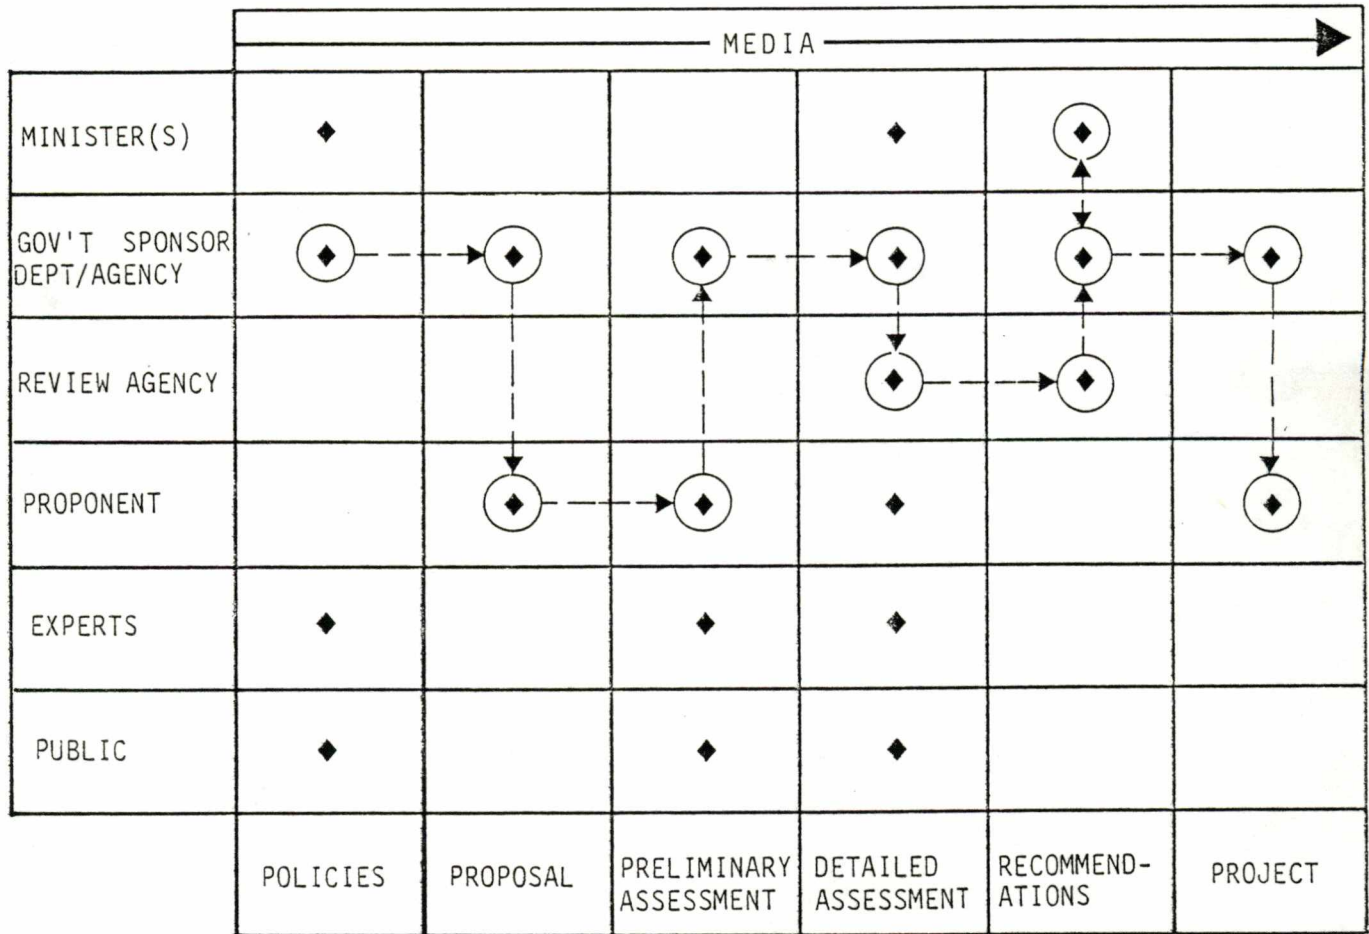 MEDIA
MINISTER(S)
GOV'T SPONSOR
DEPT/AGENCY
REVIEW AGENCY
PROPONENT
EXPERTS
PUBLIC
POLICIES
PROPOSAL
PRELIMINARY
ASSESSMENT
DETAILED
ASSESSMENT
RECOMMEND-
ATIONS
PROJECT